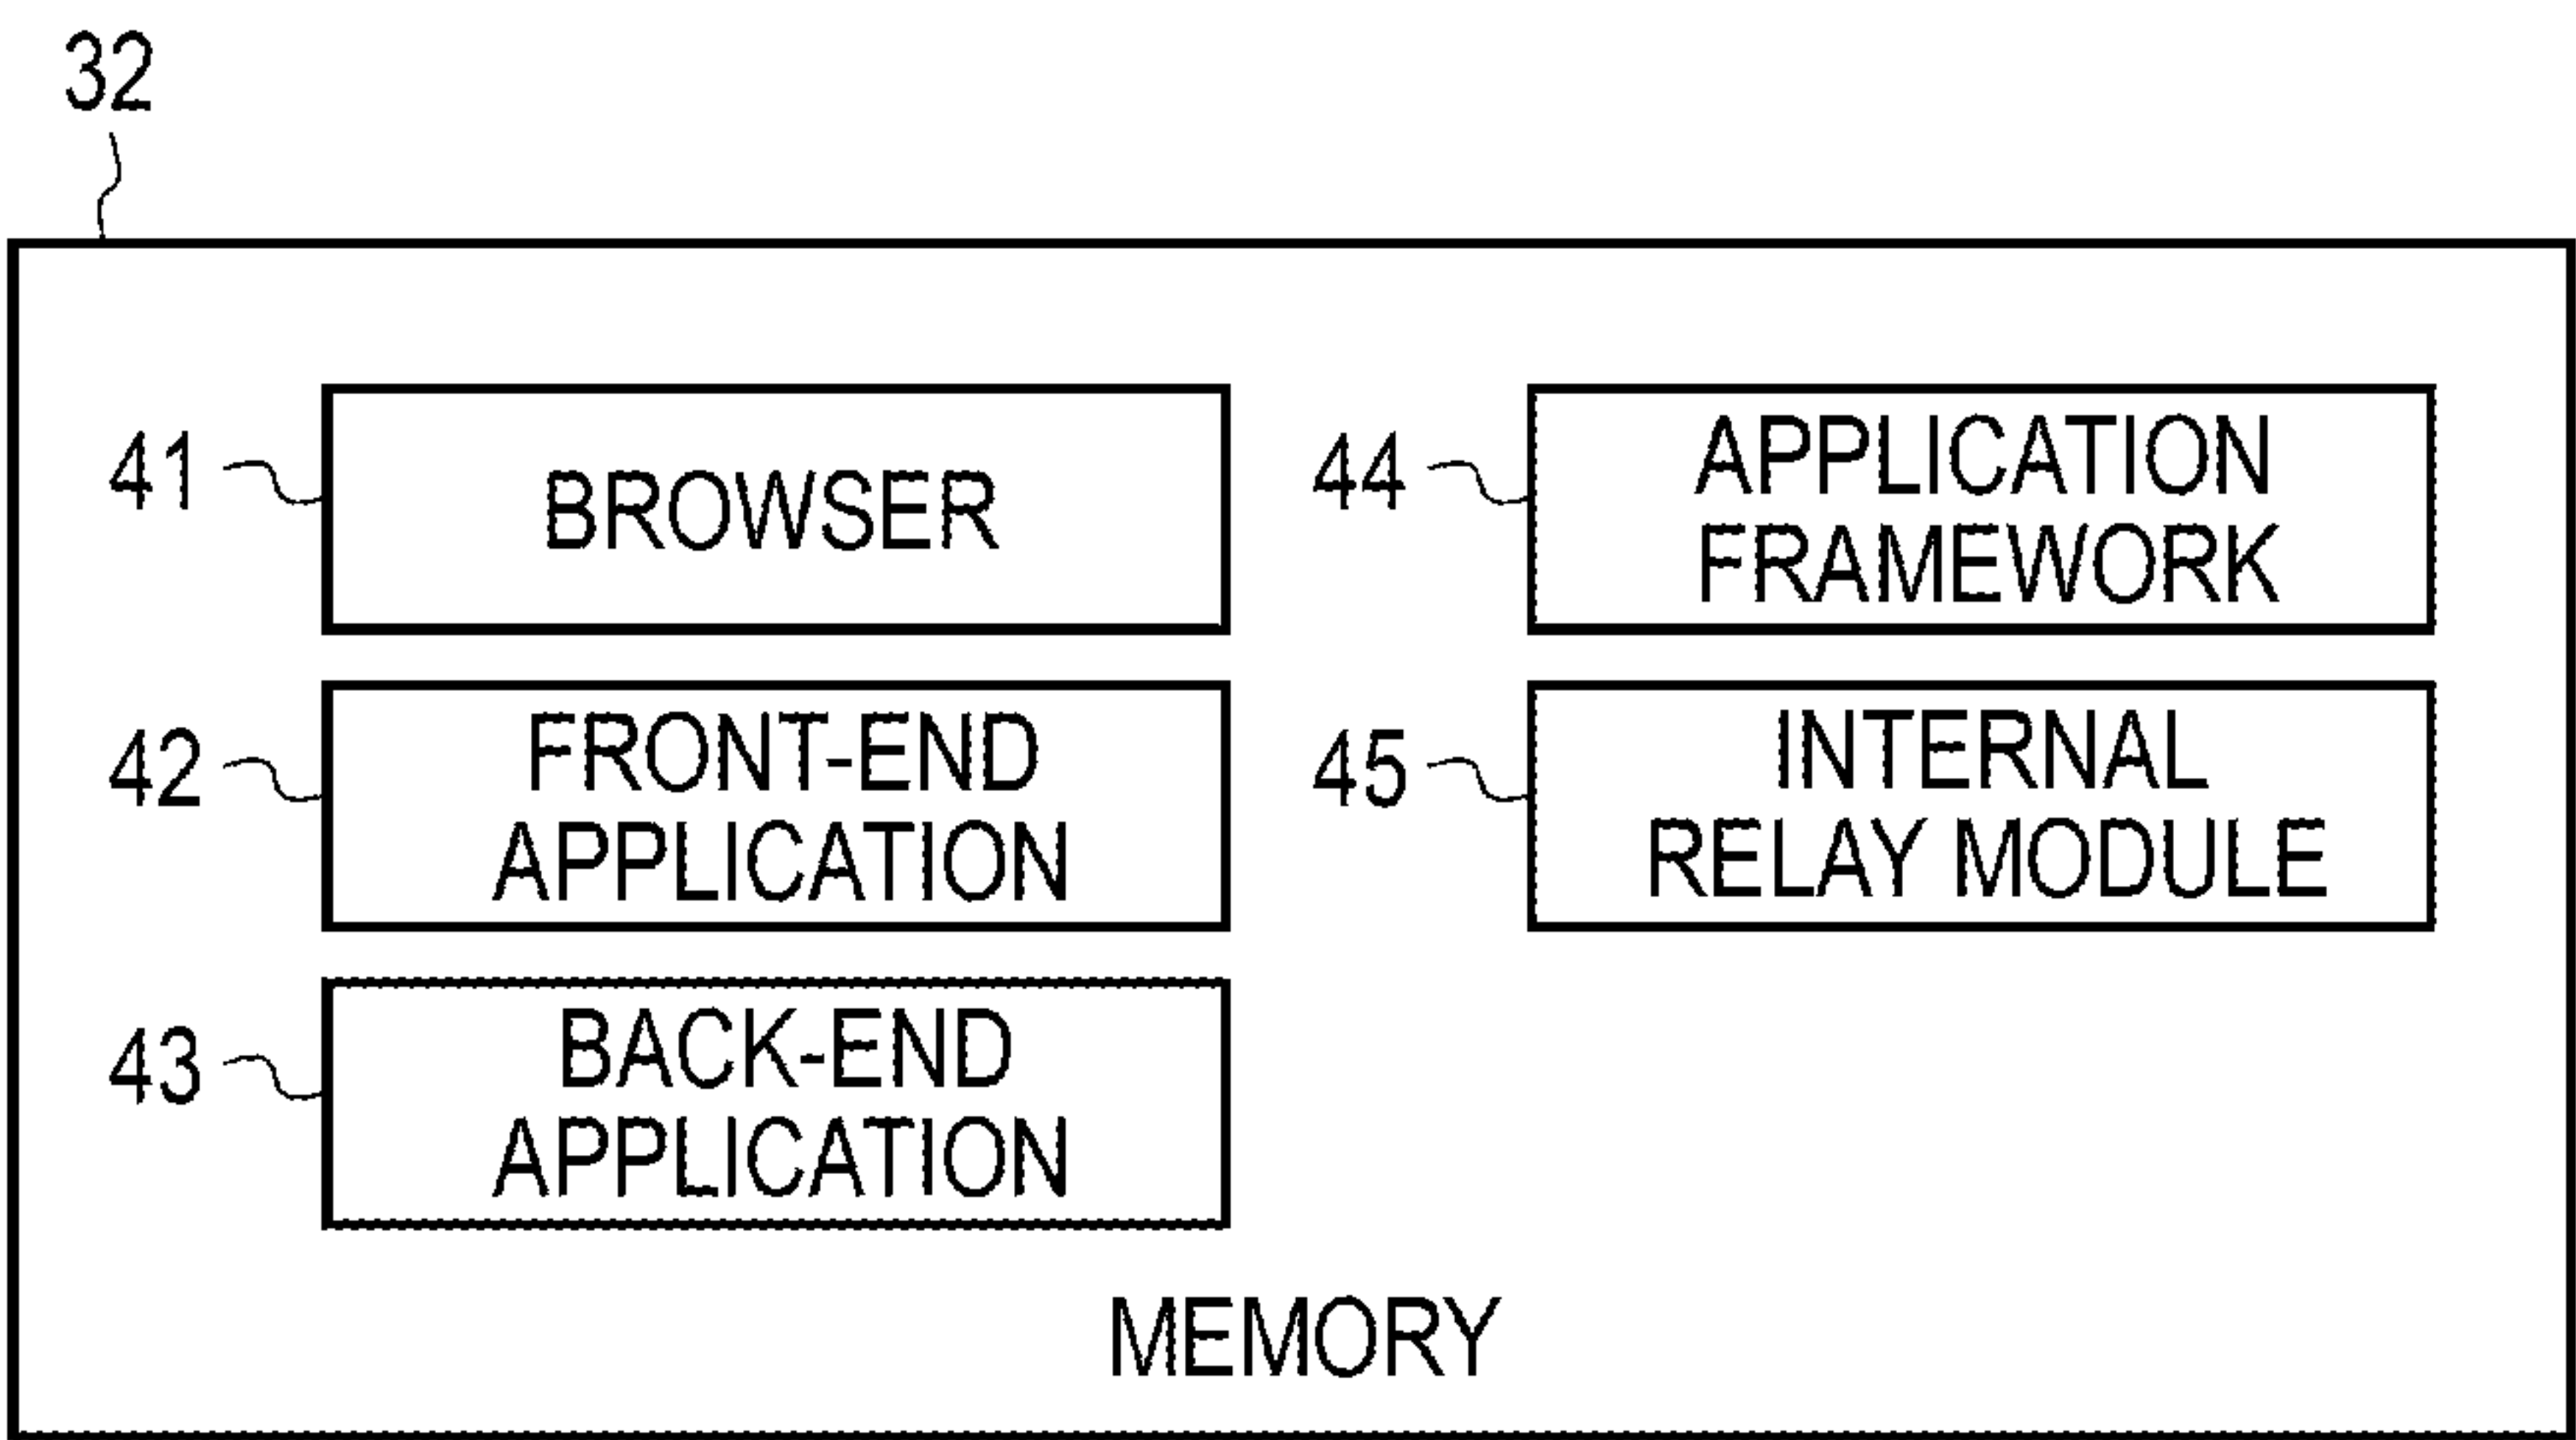 32
41
BROWSER
42
FRONT-END
APPLICATION
43
BACK-END
APPLICATION
44
APPLICATION
FRAMEWORK
45
INTERNAL
RELAY MODULE
MEMORY